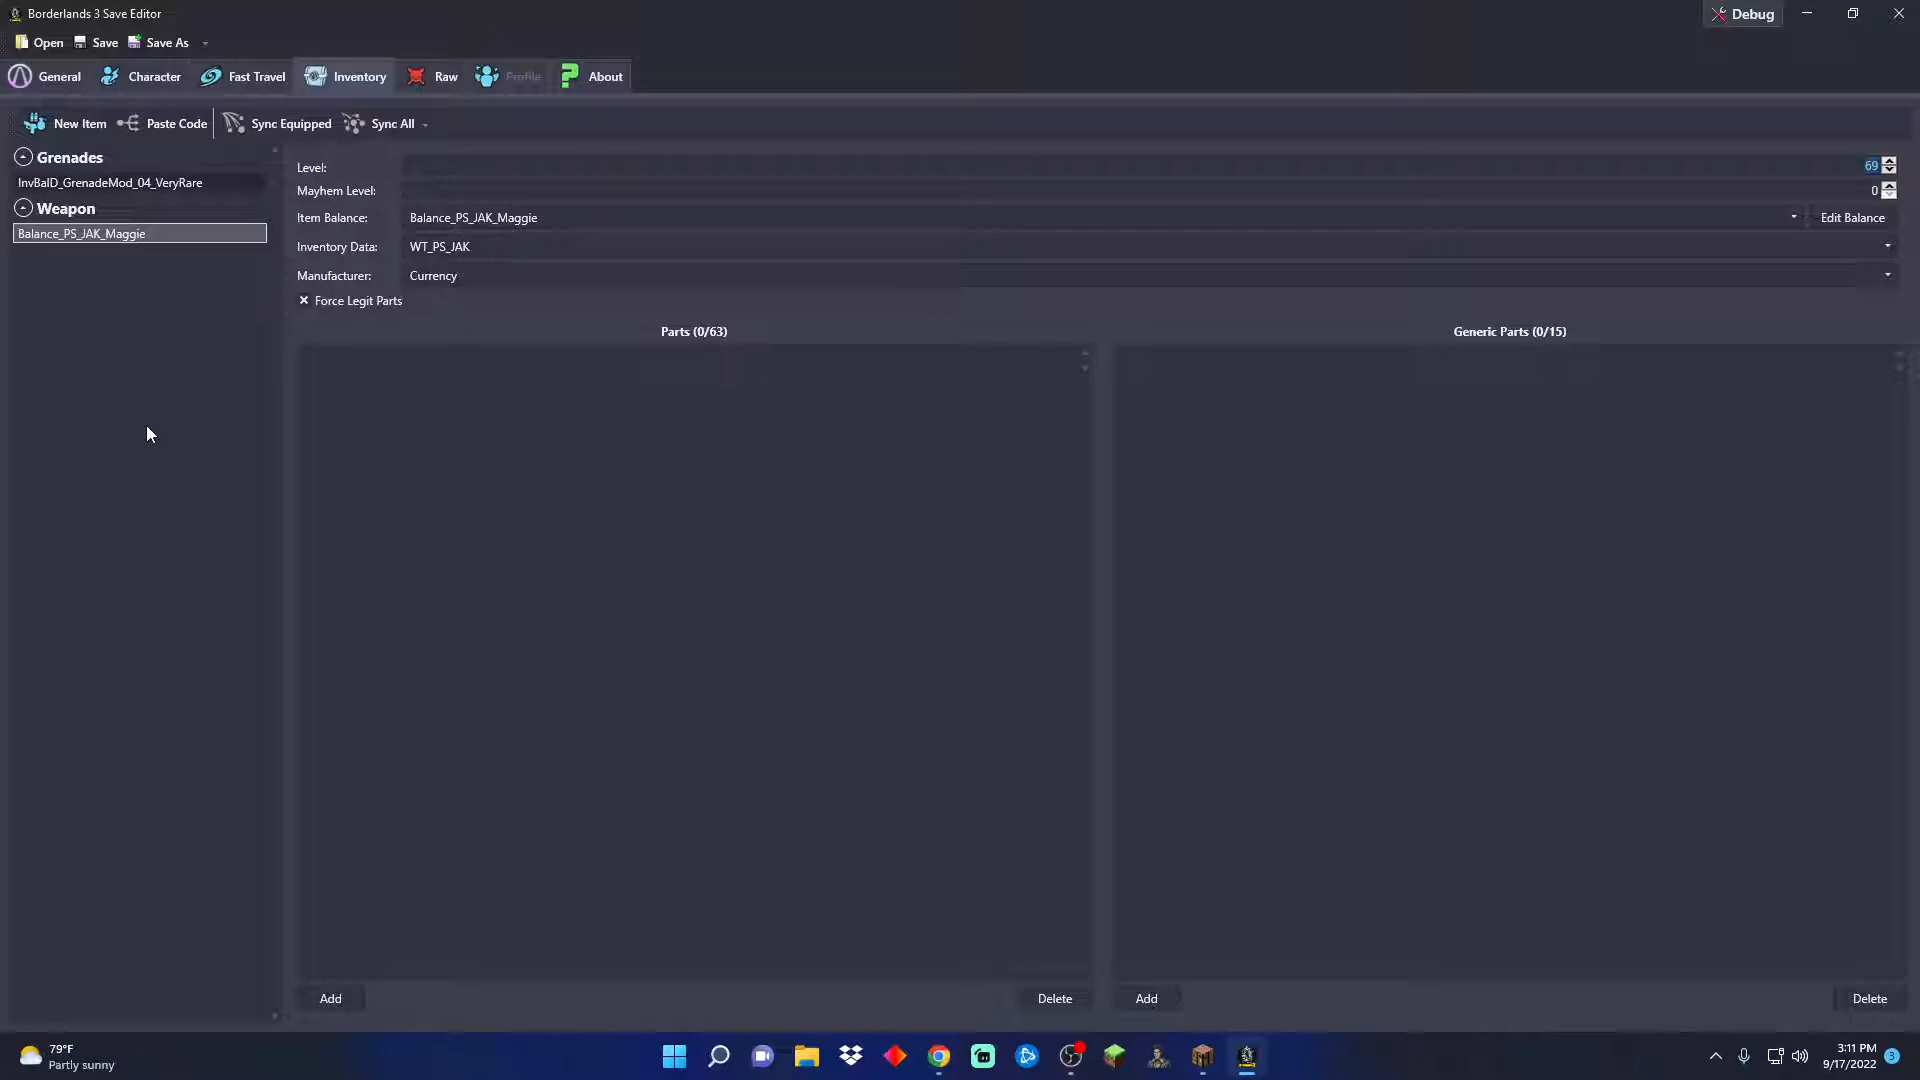 Borderlands 3 Save Editor
Debug
Open Save Save As
General Character Fast Travel Inventory Raw Profile About
New Item Paste Code Sync Equipped Sync All
Grenades
InvBalD_GrenadeMod_04_VeryRare
Weapon
Balance_PS_JAK_Maggie
Level: 69
Mayhem Level: 0
Item Balance: Balance_PS_JAK_Maggie Edit Balance
Inventory Data: WT_PS_JAK
Manufacturer: Currency
Force Legit Parts
Parts (0/63) Generic Parts (0/15)
Add Delete Add Delete
79°F
Partly sunny
3:11 PM
9/17/2022
3